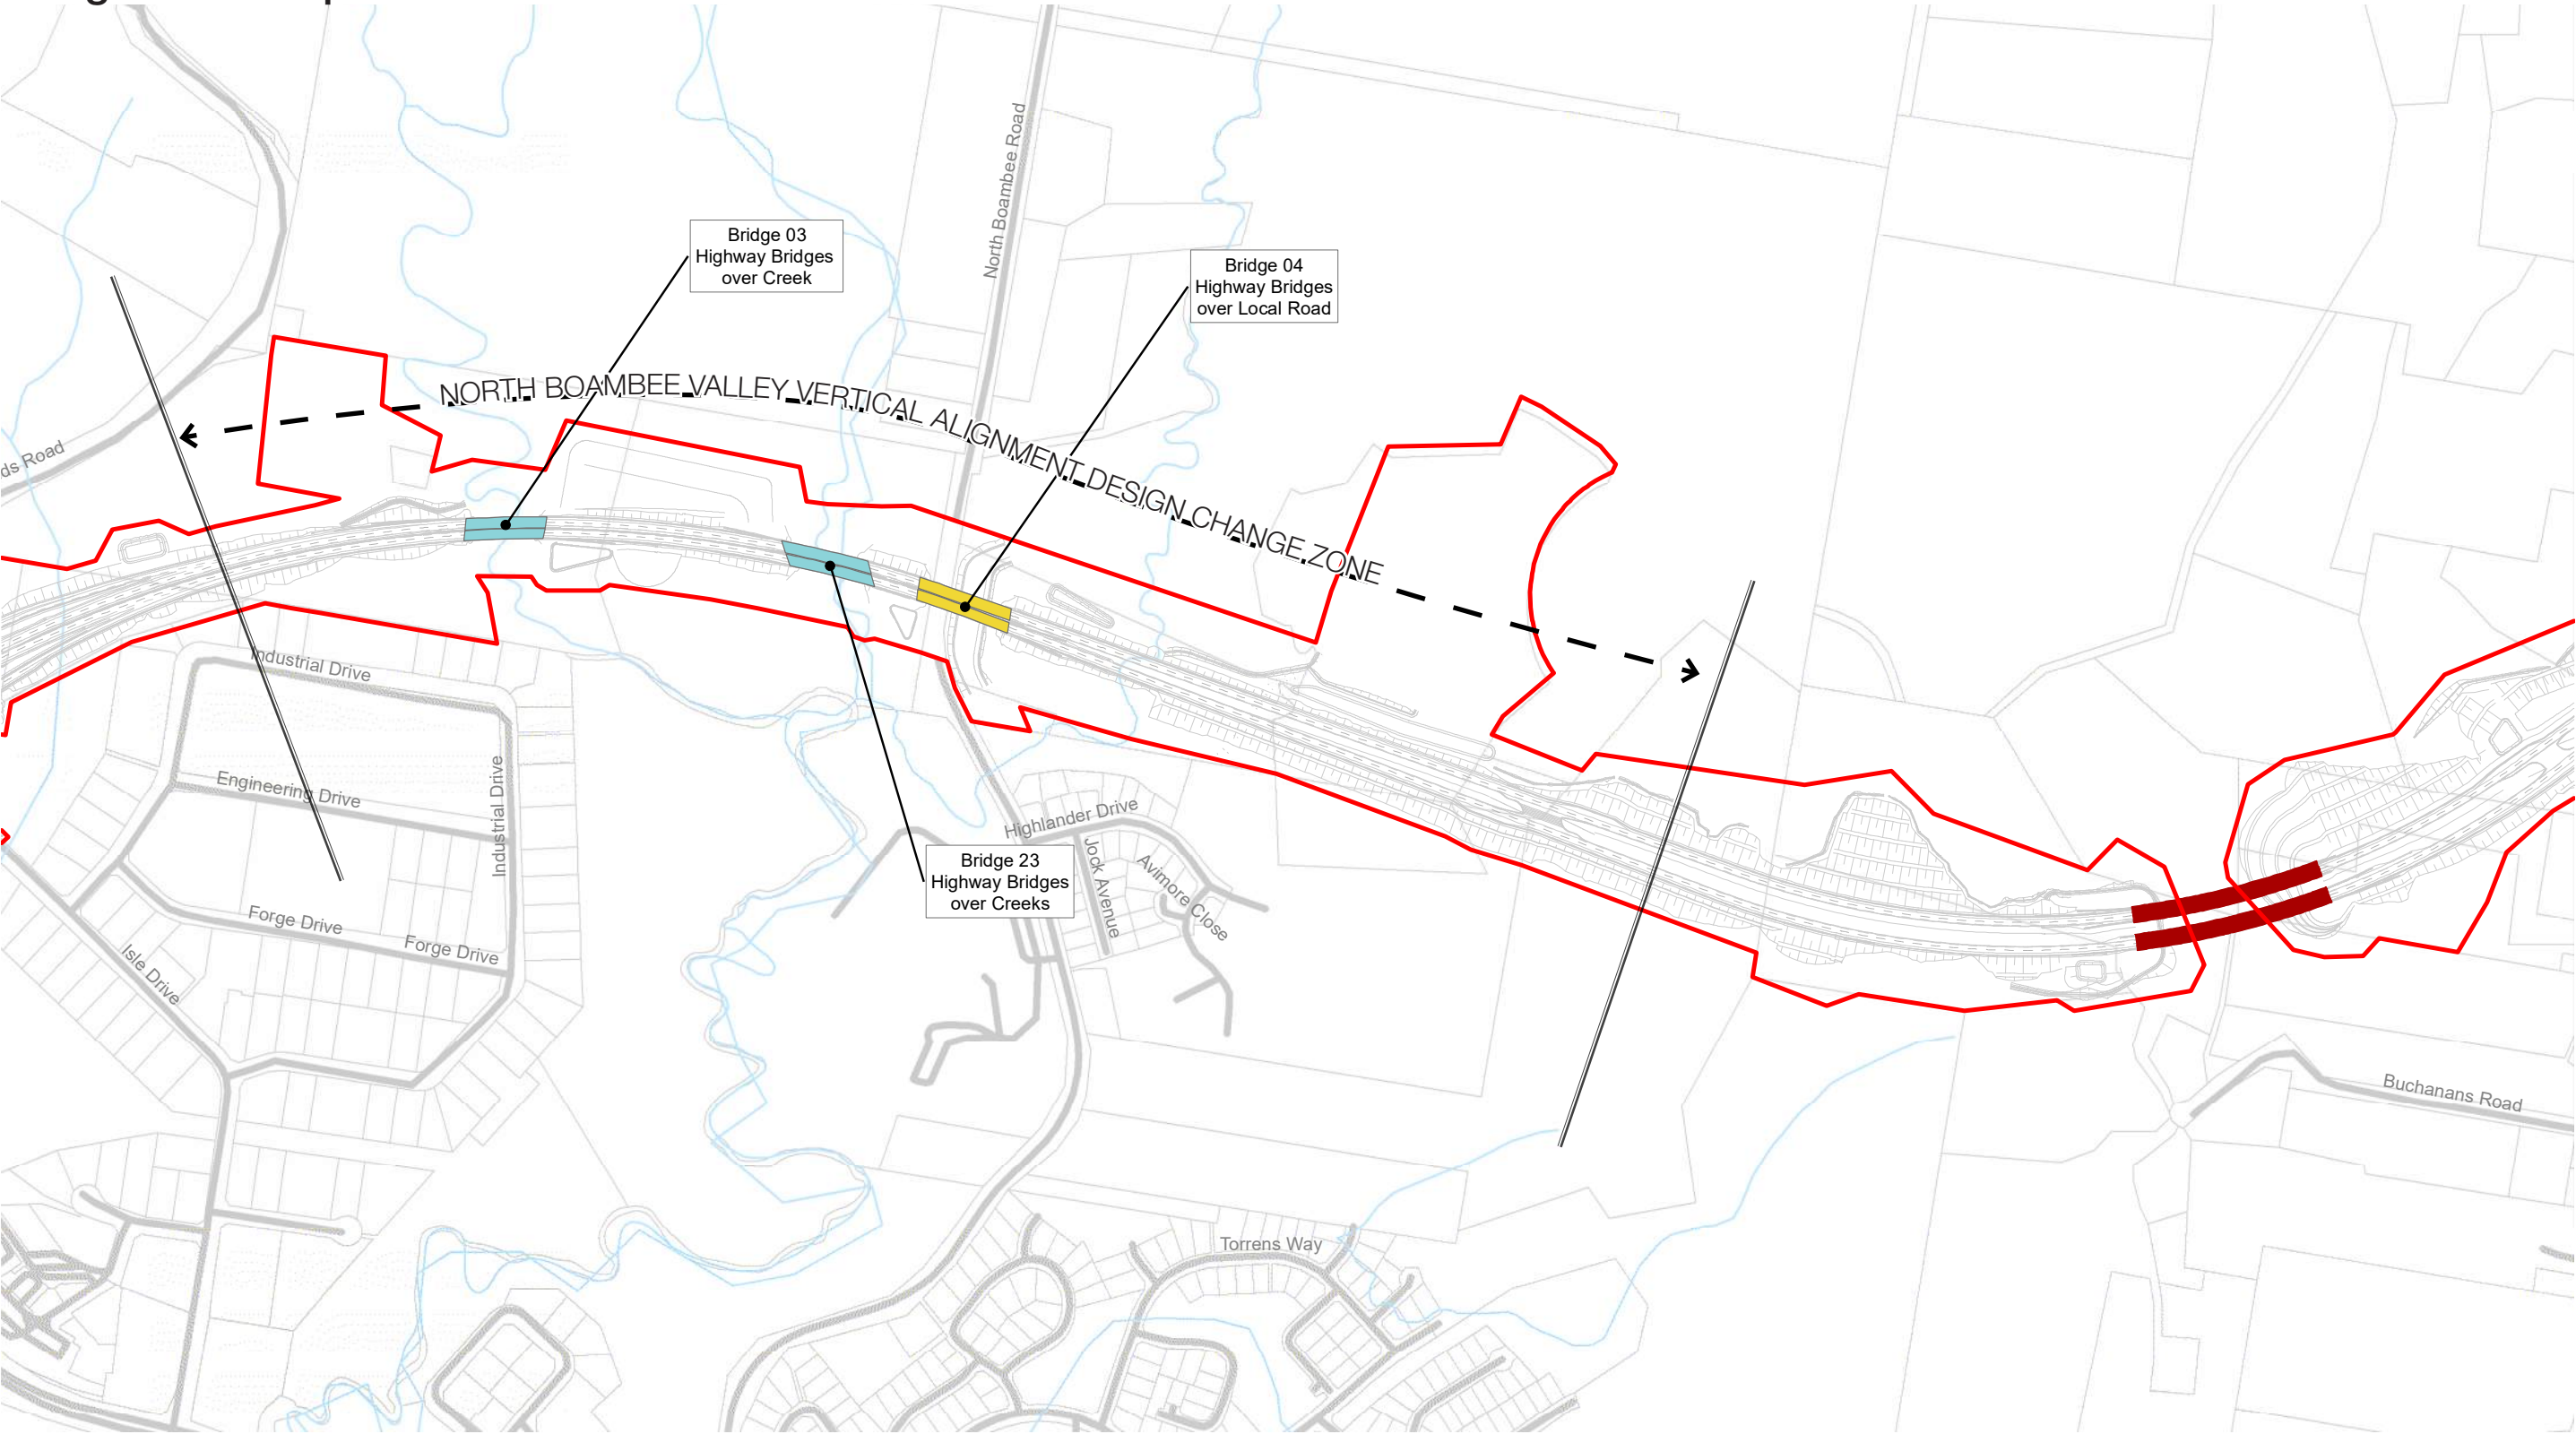 North Boambee Road
Bridge 03
Highway Bridges
over Creek
Bridge 04
Highway Bridges
over Local Road
NORTH BOAMBEE VALLEY VERTICAL ALIGNMENT DESIGN CHANGE ZONE
ds Road
Industrial Drive
Engineering Drive
Industrial Drive
Highlander Drive
Jock Avenue
Avimore Close
Bridge 23
Highway Bridges
over Creeks
Forge Drive
Forge Drive
Isle Drive
Buchanans Road
Torrens Way